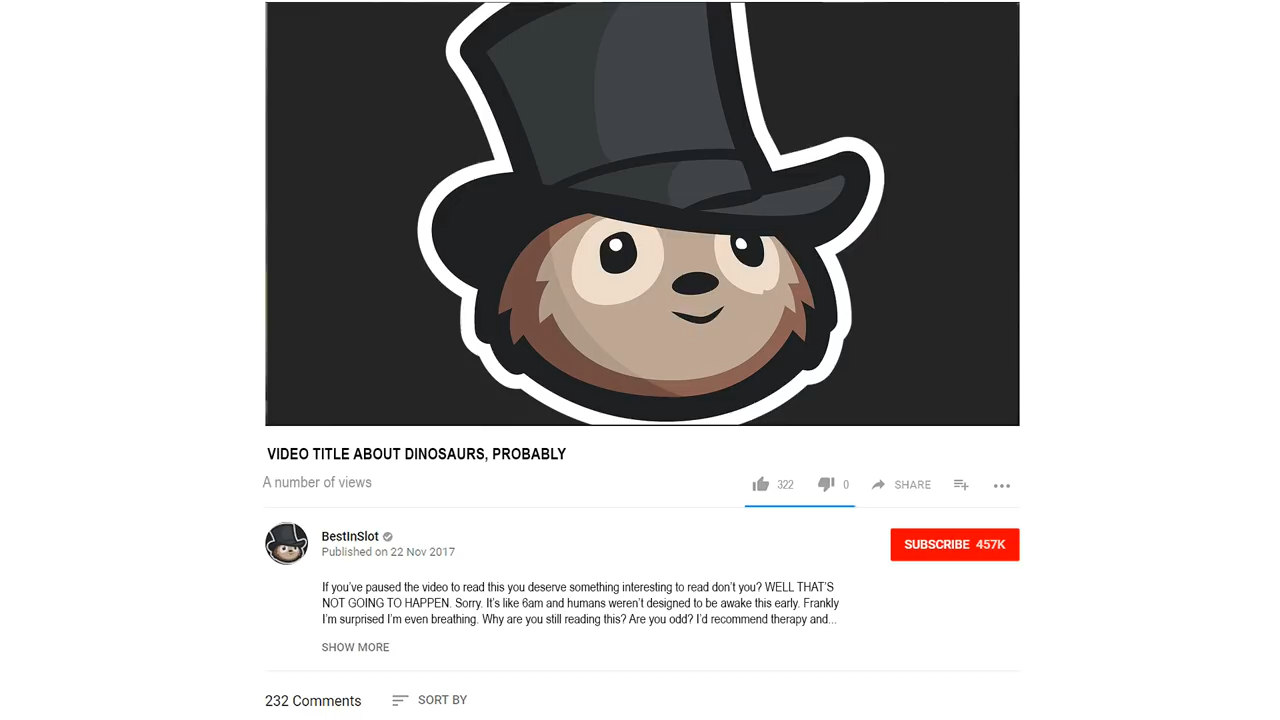 VIDEO TITLE ABOUT DINOSAURS, PROBABLY
A number of views
322 0 SHARE
BestInSlot
SUBSCRIBE 457K
Published on 22 Nov 2017
If you've paused the video to read this you deserve something interesting to read don't you? WELL THAT'S
NOT GOING TO HAPPEN. Sorry. It's like 6am and humans weren't designed to be awake this early. Frankly
I'm surprised I'm even breathing. Why are you still reading this? Are you odd? I'd recommend therapy and...
SHOW MORE
232 Comments SORT BY